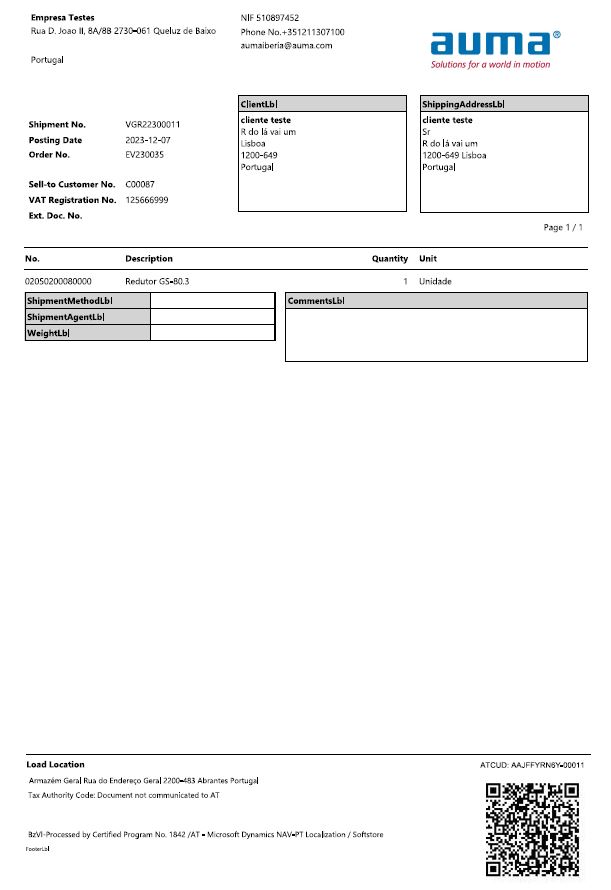 Empresa Testes
Rua D. Joao II, 8A/8B 2730-061 Queluz de Baixo
Portugal
NIF 510897452
Phone No.+351211307100
aumaiberia@auma.com
auma®
Solutions for a world in motion
Shipment No. VGR22300011
Posting Date 2023-12-07
Order No. EV230035
Sell-to Customer No. C00087
VAT Registration No. 125666999
Ext. Doc. No.
ClientLbl
cliente teste
R do lá vai um
Lisboa
1200-649
Portugal
ShippingAddressLbl
cliente teste
Sr
R do lá vai um
1200-649 Lisboa
Portugal
Page 1 / 1
No. Description Quantity Unit
02050200080000 Redutor GS-80.3 1 Unidade
ShipmentMethodLbl
ShipmentAgentLbl
WeightLbl
CommentsLbl
Load Location
ATCUD: AAJFFYRN6Y-00011
Armazém Geral Rua do Endereço Geral 2200-483 Abrantes Portugal
Tax Authority Code: Document not communicated to AT
BzVI-Processed by Certified Program No. 1842 /AT - Microsoft Dynamics NAV-PT Localization / Softstore
FooterLbl